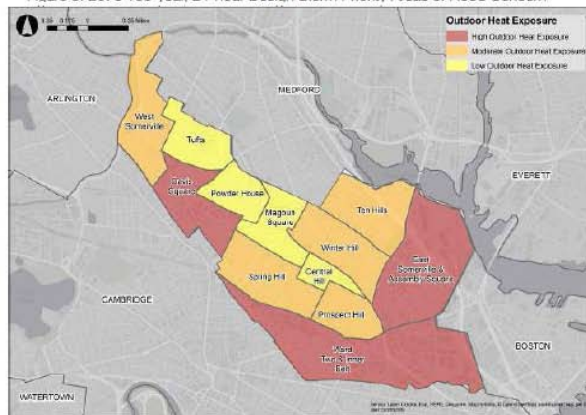 Outdoor Heat Exposure
High Outdoor Heat Exposure
Moderate Outdoor Heat Exposure
Low Outdoor Heat Exposure
MEDFORD
ARLINGTON
West
Somerville
Tufts
EVERETT
Davis
Square
Powder House
Magoun
Square
Ten Hills
Winter Hill
East
Somerville &
Assembly Square
Spring Hill
Central
Hill
CAMBRIDGE
Prospect Hill
Ward
Two & Inner
Belt
BOSTON
WATERTOWN